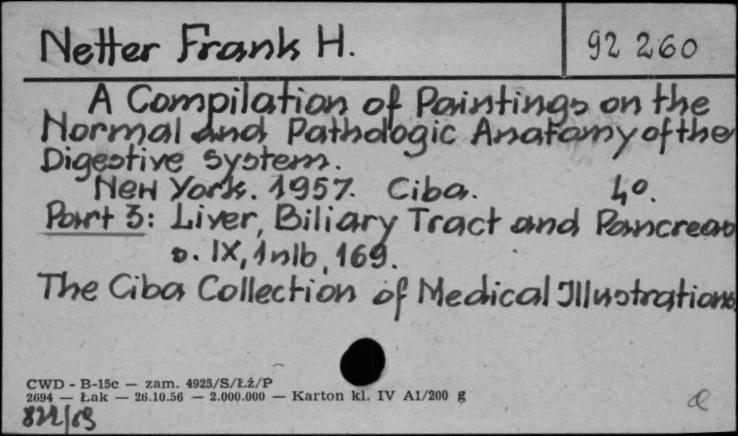 Netter Frank H.
92 260
A Compilation of Paintings on the
Normal and Pathologic Anatomy of the
Digestive System.
New York. 1957. Ciba. 4°.
Part 3: Liver, Biliary Tract and Pancreas
s. IX, 1nlb, 169.
The Ciba Collection of Medical Illustrations
CWD - B-15c — zam. 4925/S/Łż/P
2694 — Łak — 26.10.56 — 2.000.000 — Karton kl. IV A1/200 g